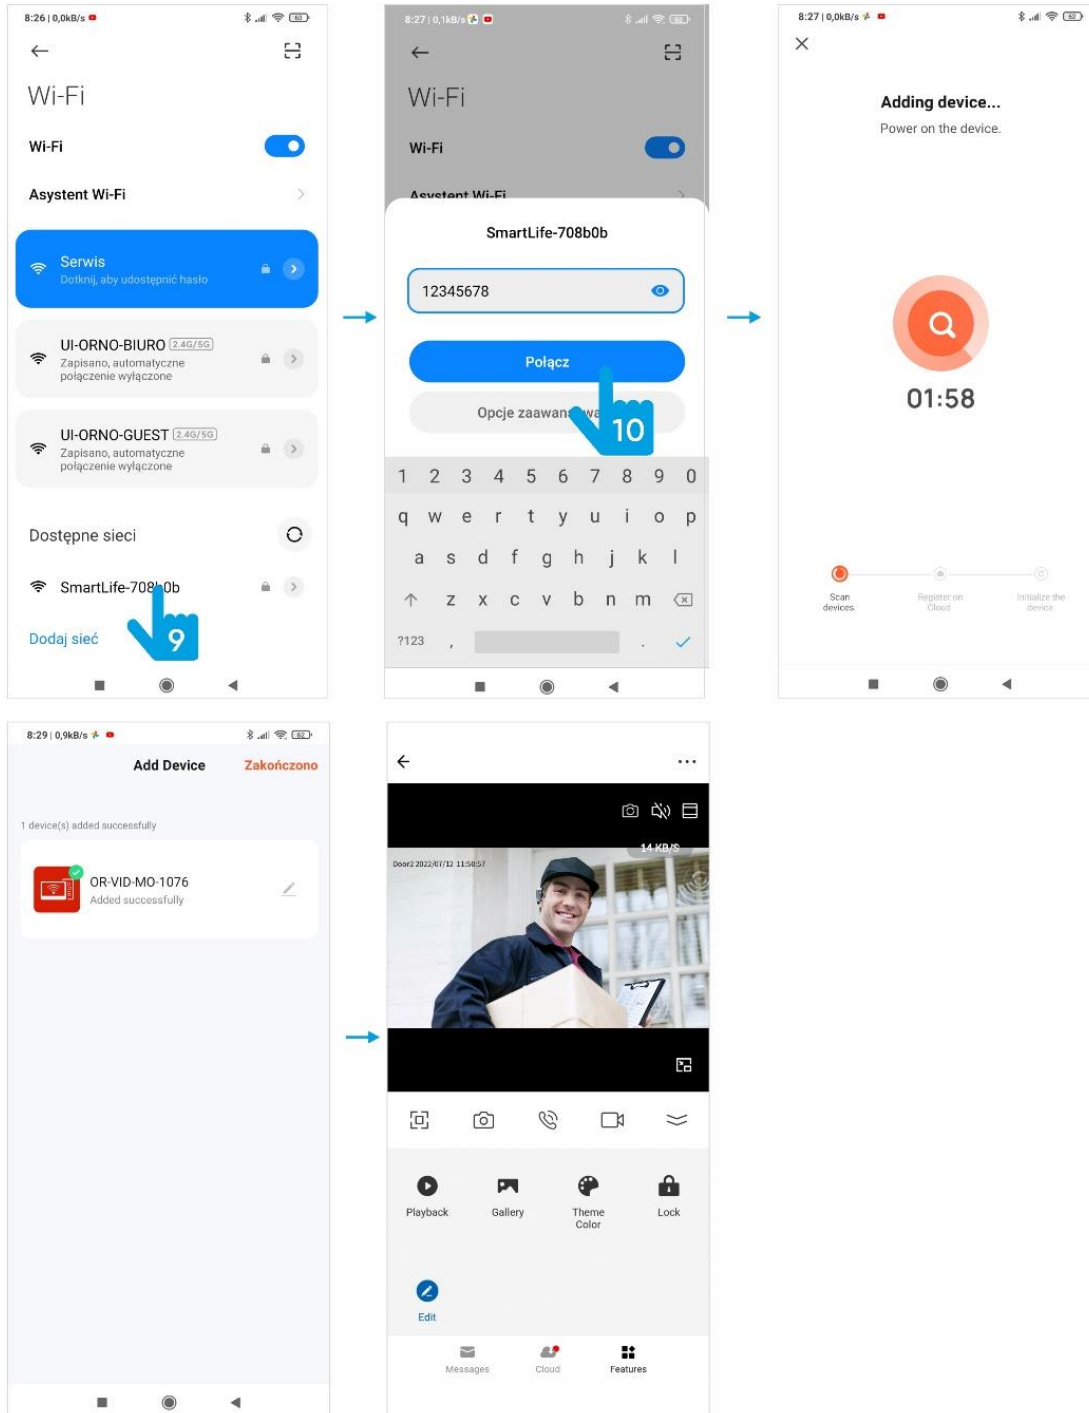 8:26 | 0,0kB/s
62
Wi-Fi
Wi-Fi
Asystent Wi-Fi
Serwis
Dotknij, aby udostępnić hasło
UI-ORNO-BIURO 2.4G/5G
Zapisano, automatyczne
połączenie wyłączone
UI-ORNO-GUEST 2.4G/5G
Zapisano, automatyczne
połączenie wyłączone
Dostępne sieci
SmartLife-708b0b
Dodaj sieć
9
8:27 | 0,1kB/s
62
Wi-Fi
Wi-Fi
Asystent Wi-Fi
SmartLife-708b0b
12345678
Połącz
Opcje
10
1 2 3 4 5 6 7 8 9 0
q w e r t y u i o p
a s d f g h j k l
z x c v b n m
?123 , .
8:27 | 0,0kB/s
62
Adding device...
Power on the device.
01:58
Scan
devices.
Register on
Cloud.
Initialize the
device.
8:29 | 0,9kB/s
62
Add Device
Zakończono
1 device(s) added successfully
OR-VID-MO-1076
Added successfully
14 KB/S
Door2 2022/07/12 11:50:57
Playback
Gallery
Theme
Color
Lock
Edit
Messages
Cloud
Features